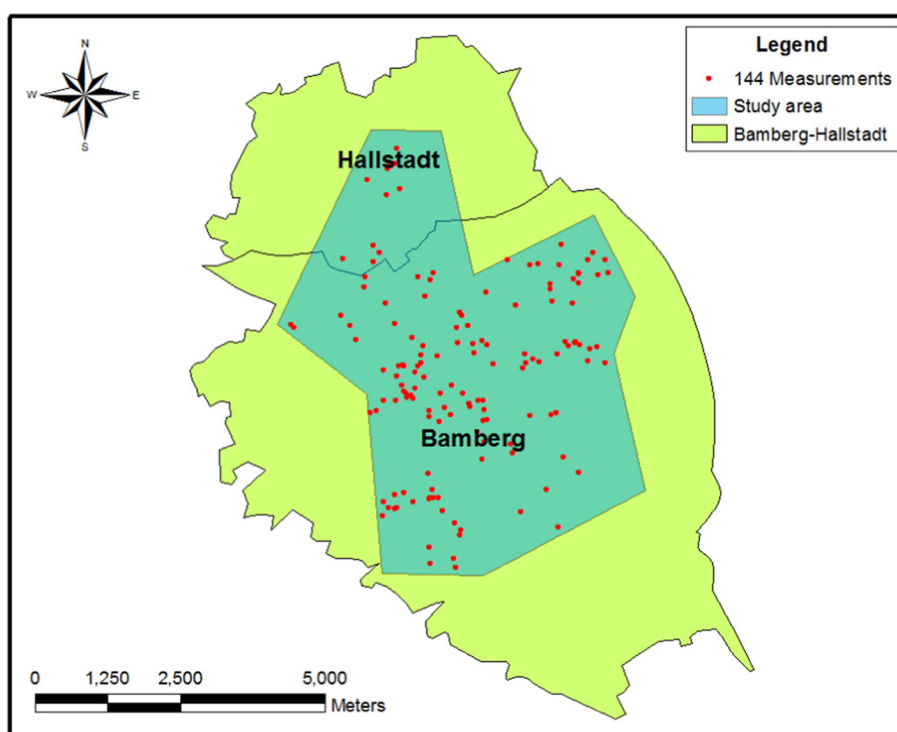 N
W E
S
Legend
144 Measurements
Study area
Bamberg-Hallstadt
Hallstadt
Bamberg
0 1,250 2,500 5,000
Meters